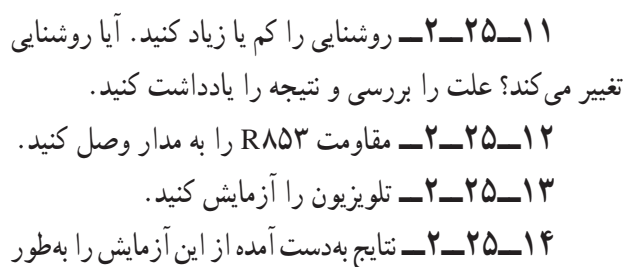 ۱۱ــ۲۵ــ۲ــ روشنایی را کم یا زیاد کنید. آیا روشنایی
تغییر می‌کند؟ علت را بررسی و نتیجه را یادداشت کنید.
۱۲ــ۲۵ــ۲ــ مقاومت R۸۵۳ را به مدار وصل کنید.
۱۳ــ۲۵ــ۲ــ تلویزیون را آزمایش کنید.
۱۴ــ۲۵ــ۲ــ نتایج به‌دست آمده از این آزمایش را به‌طور